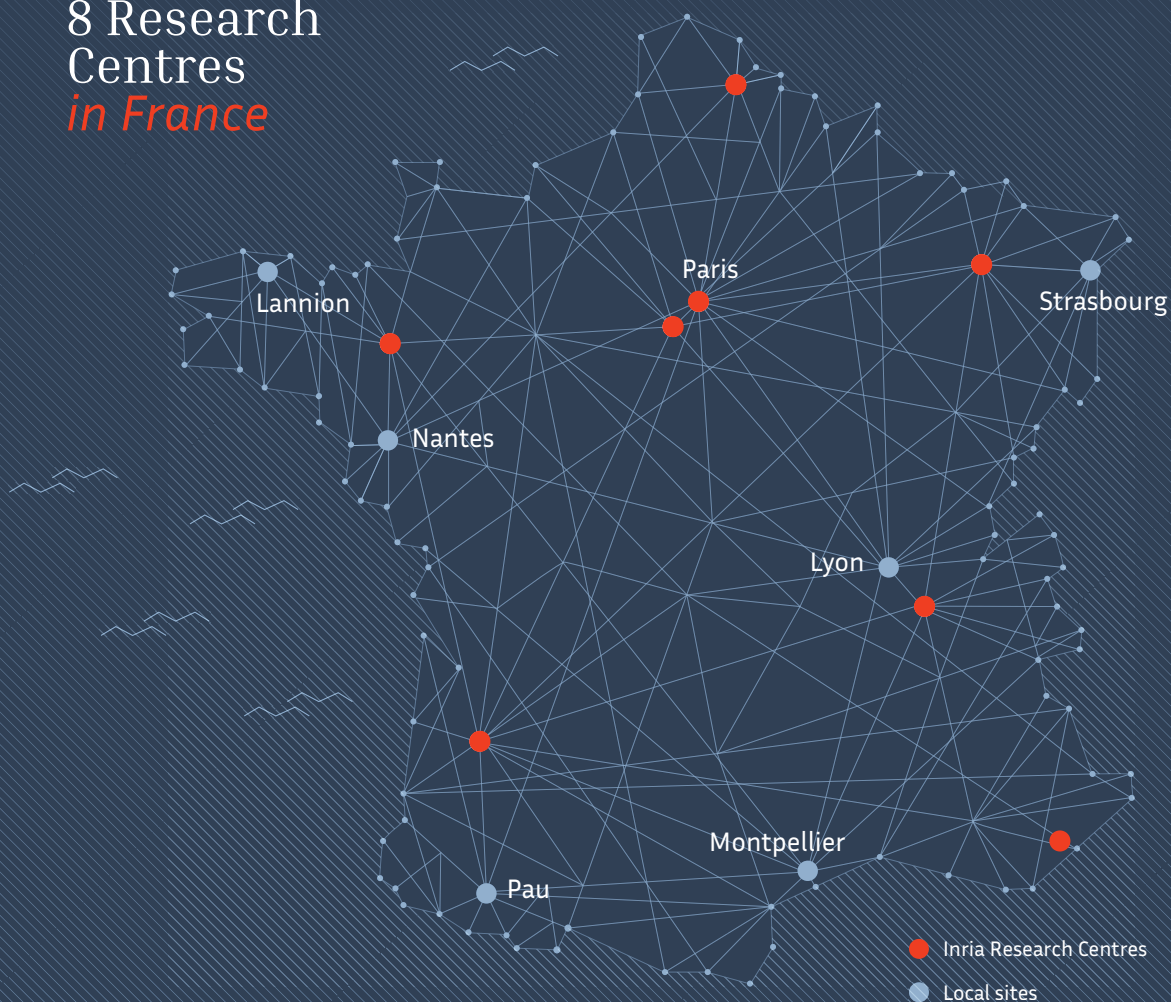 8 Research
Centres
in France
Paris
Lannion
Strasbourg
Nantes
Lyon
Montpellier
Pau
Inria Research Centres
Local sites